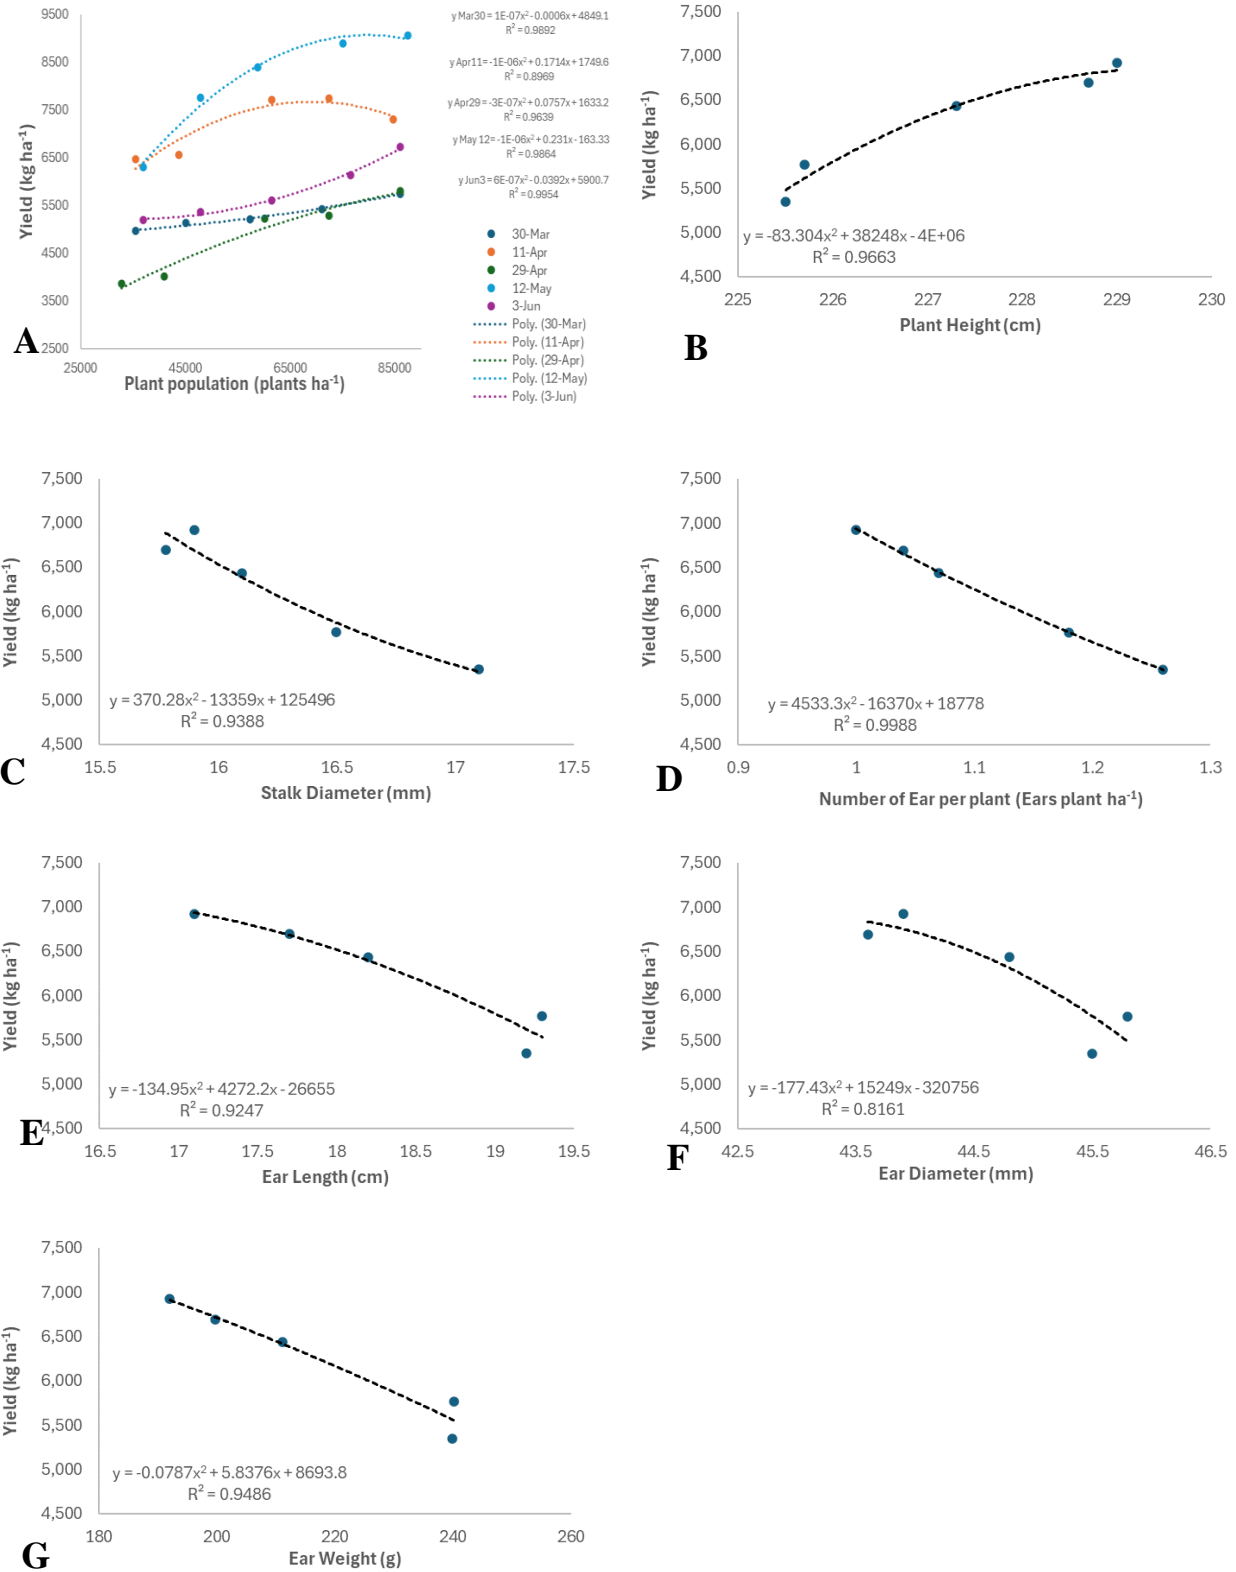 9500
8500
7500
6500
5500
4500
3500
2500
Yield (kg ha⁻¹)
25000 45000 65000 85000
Plant population (plants ha⁻¹)
A
y Mar30 = 1E-07x² - 0.0006x + 4849.1
R² = 0.9892
y Apr11= -1E-06x² + 0.1714x + 1749.6
R² = 0.8969
y Apr29 = -3E-07x² + 0.0757x + 1633.2
R² = 0.9639
y May 12= -1E-06x² + 0.231x - 163.33
R² = 0.9864
y Jun3 = 6E-07x² - 0.0392x + 5900.7
R² = 0.9954
30-Mar
11-Apr
29-Apr
12-May
3-Jun
Poly. (30-Mar)
Poly. (11-Apr)
Poly. (29-Apr)
Poly. (12-May)
Poly. (3-Jun)
7,500
7,000
6,500
6,000
5,500
5,000
4,500
Yield (kg ha⁻¹)
y = -83.304x² + 38248x - 4E+06
R² = 0.9663
225 226 227 228 229 230
Plant Height (cm)
B
7,500
7,000
6,500
6,000
5,500
5,000
4,500
Yield (kg ha⁻¹)
y = 370.28x² - 13359x + 125496
R² = 0.9388
15.5 16 16.5 17 17.5
Stalk Diameter (mm)
C
7,500
7,000
6,500
6,000
5,500
5,000
4,500
Yield (kg ha⁻¹)
y = 4533.3x² - 16370x + 18778
R² = 0.9988
0.9 1 1.1 1.2 1.3
Number of Ear per plant (Ears plant ha⁻¹)
D
7,500
7,000
6,500
6,000
5,500
5,000
4,500
Yield (kg ha⁻¹)
y = -134.95x² + 4272.2x - 26655
R² = 0.9247
16.5 17 17.5 18 18.5 19 19.5
Ear Length (cm)
E
7,500
7,000
6,500
6,000
5,500
5,000
4,500
Yield (kg ha⁻¹)
y = -177.43x² + 15249x - 320756
R² = 0.8161
42.5 43.5 44.5 45.5 46.5
Ear Diameter (mm)
F
7,500
7,000
6,500
6,000
5,500
5,000
4,500
Yield (kg ha⁻¹)
y = -0.0787x² + 5.8376x + 8693.8
R² = 0.9486
180 200 220 240 260
Ear Weight (g)
G